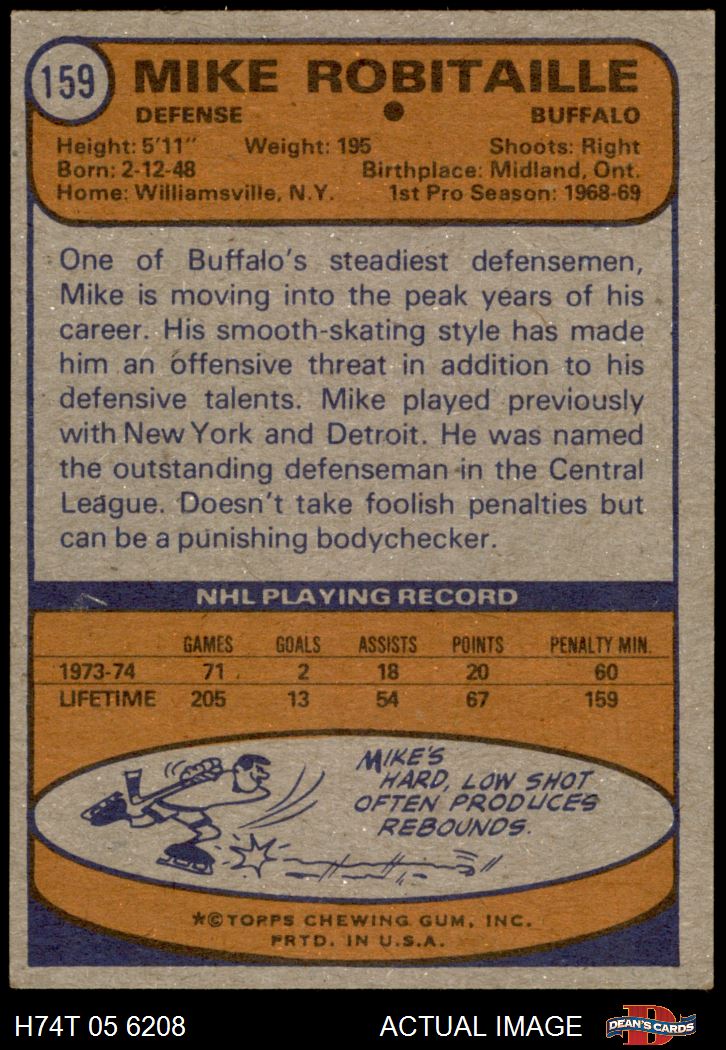 159
MIKE ROBITAILLE
DEFENSE ● BUFFALO
Height: 5'11" Weight: 195 Shoots: Right
Born: 2-12-48 Birthplace: Midland, Ont.
Home: Williamsville, N.Y. 1st Pro Season: 1968-69
One of Buffalo's steadiest defensemen,
Mike is moving into the peak years of his
career. His smooth-skating style has made
him an offensive threat in addition to his
defensive talents. Mike played previously
with New York and Detroit. He was named
the outstanding defenseman in the Central
League. Doesn't take foolish penalties but
can be a punishing bodychecker.
NHL PLAYING RECORD
GAMES GOALS ASSISTS POINTS PENALTY MIN.
1973-74 71 2 18 20 60
LIFETIME 205 13 54 67 159
MIKE'S
HARD, LOW SHOT
OFTEN PRODUCES
REBOUNDS.
★©TOPPS CHEWING GUM, INC.
PRTD. IN U.S.A.
H74T 05 6208 ACTUAL IMAGE DEAN'S CARDS